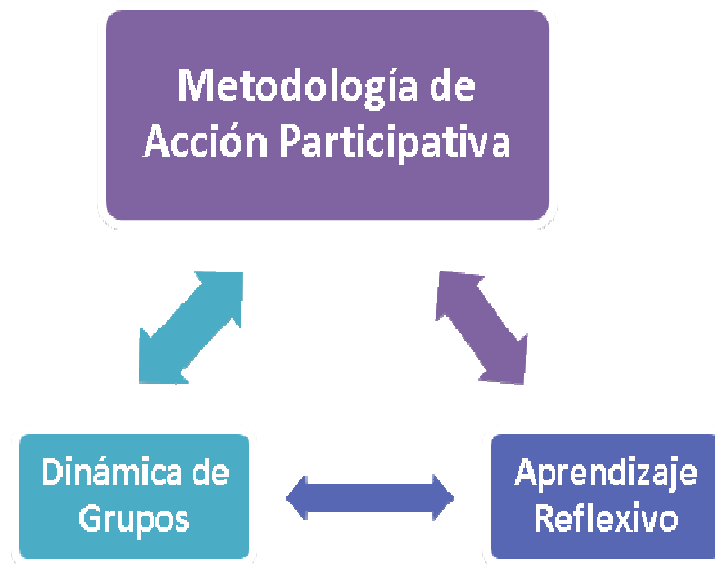 Metodología de
Acción Participativa
Dinámica de
Grupos
Aprendizaje
Reflexivo